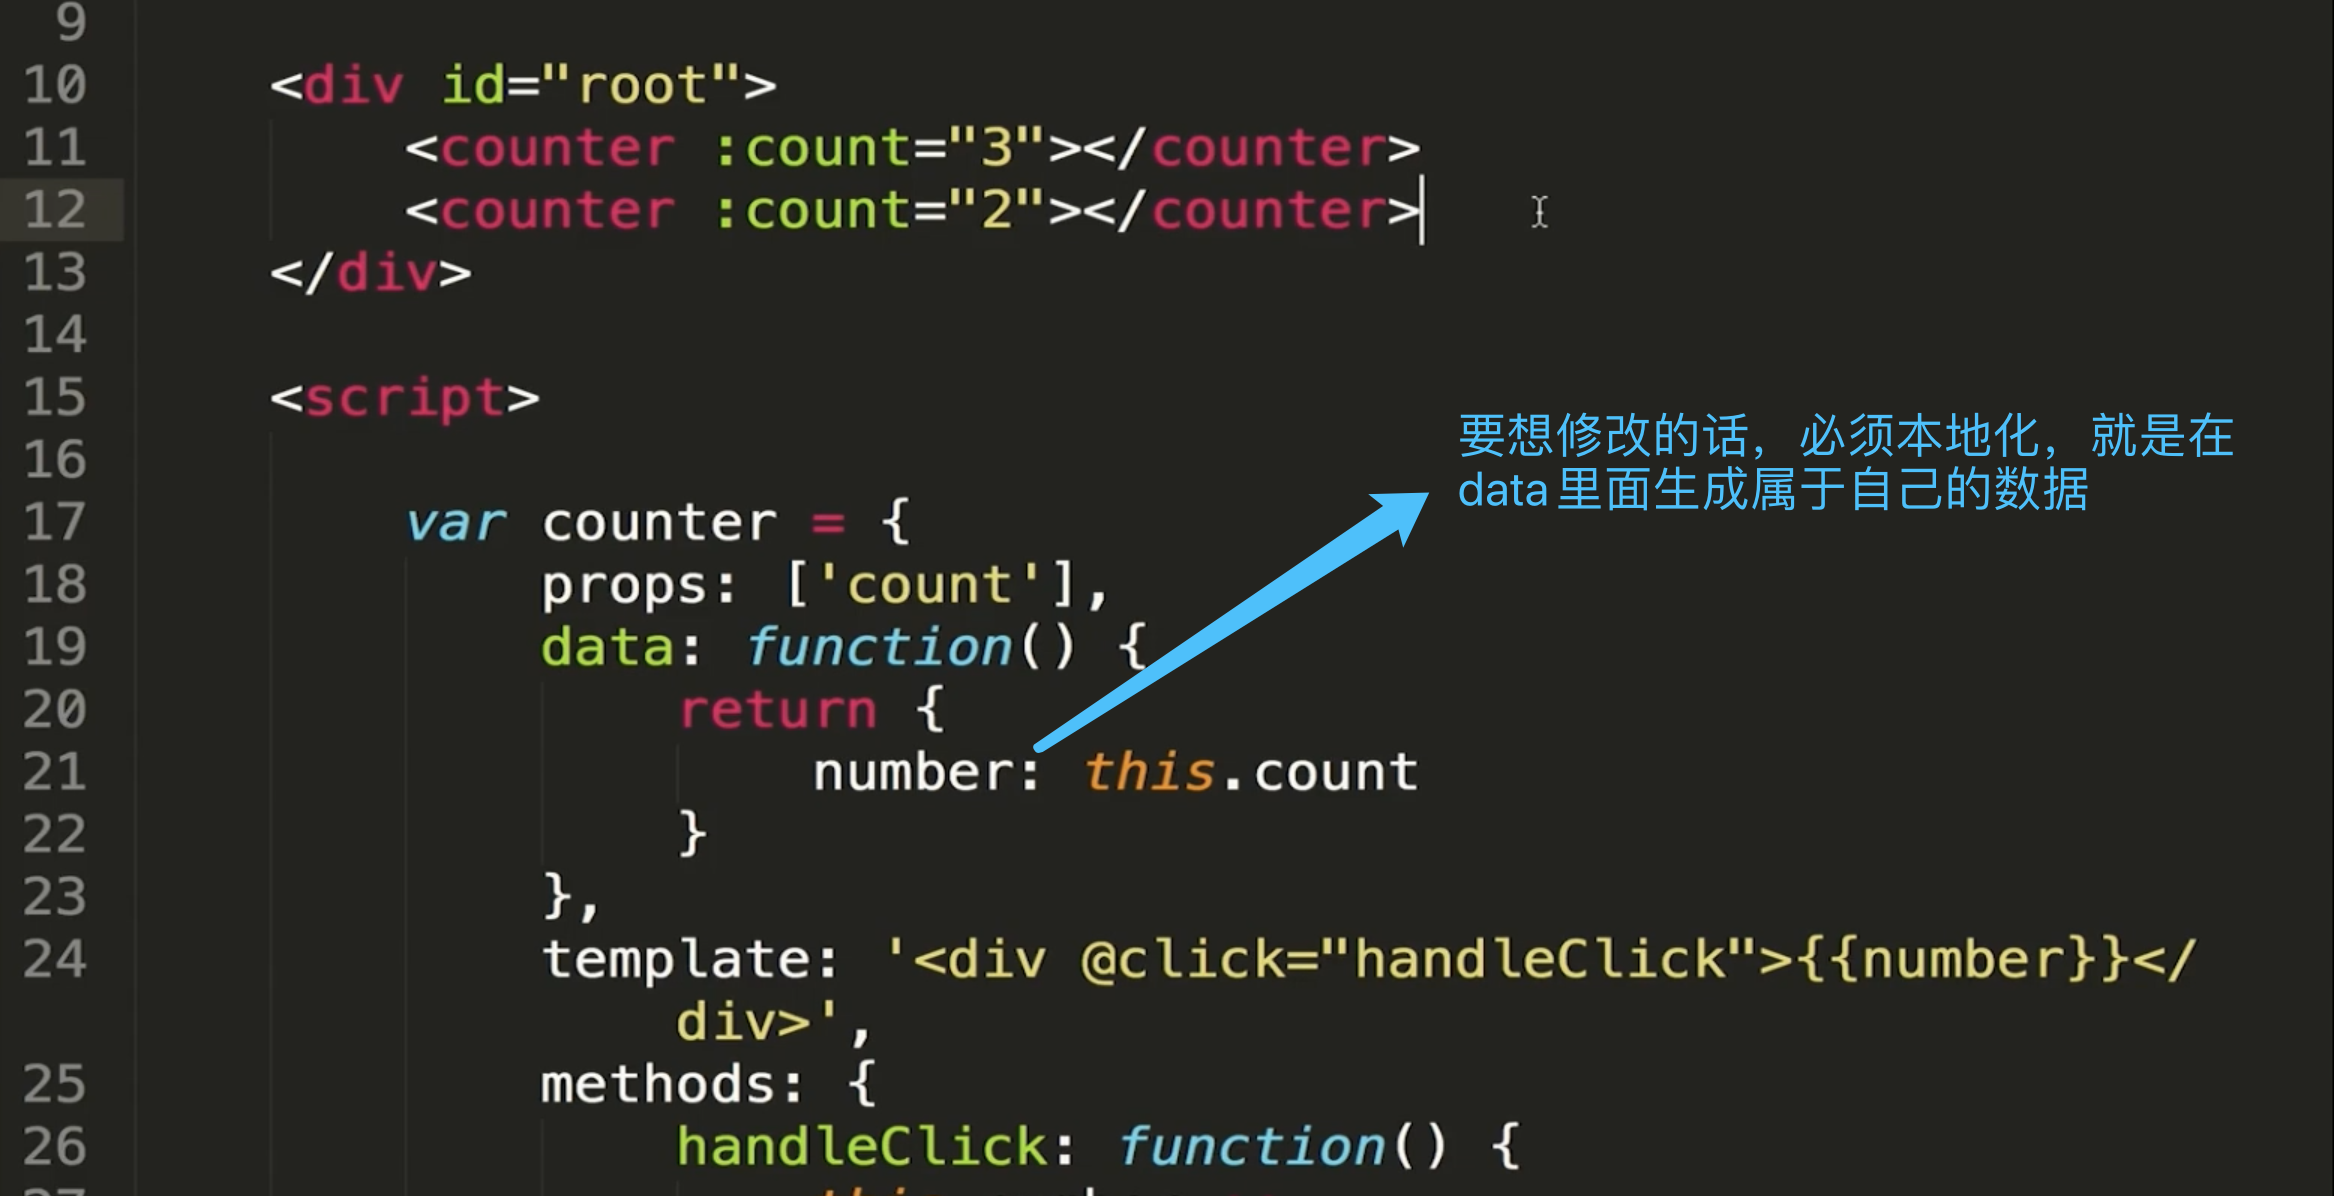 9
10 <div id="root">
11 <counter :count="3"></counter>
12 <counter :count="2"></counter>
13 </div>
14
15 <script>
16
17 var counter = {
18 props: ['count'],
19 data: function() {
20 return {
21 number: this.count
22 }
23 },
24 template: '<div @click="handleClick">{{number}}</
div>',
25 methods: {
26 handleClick: function() {
要想修改的话，必须本地化，就是在
data里面生成属于自己的数据